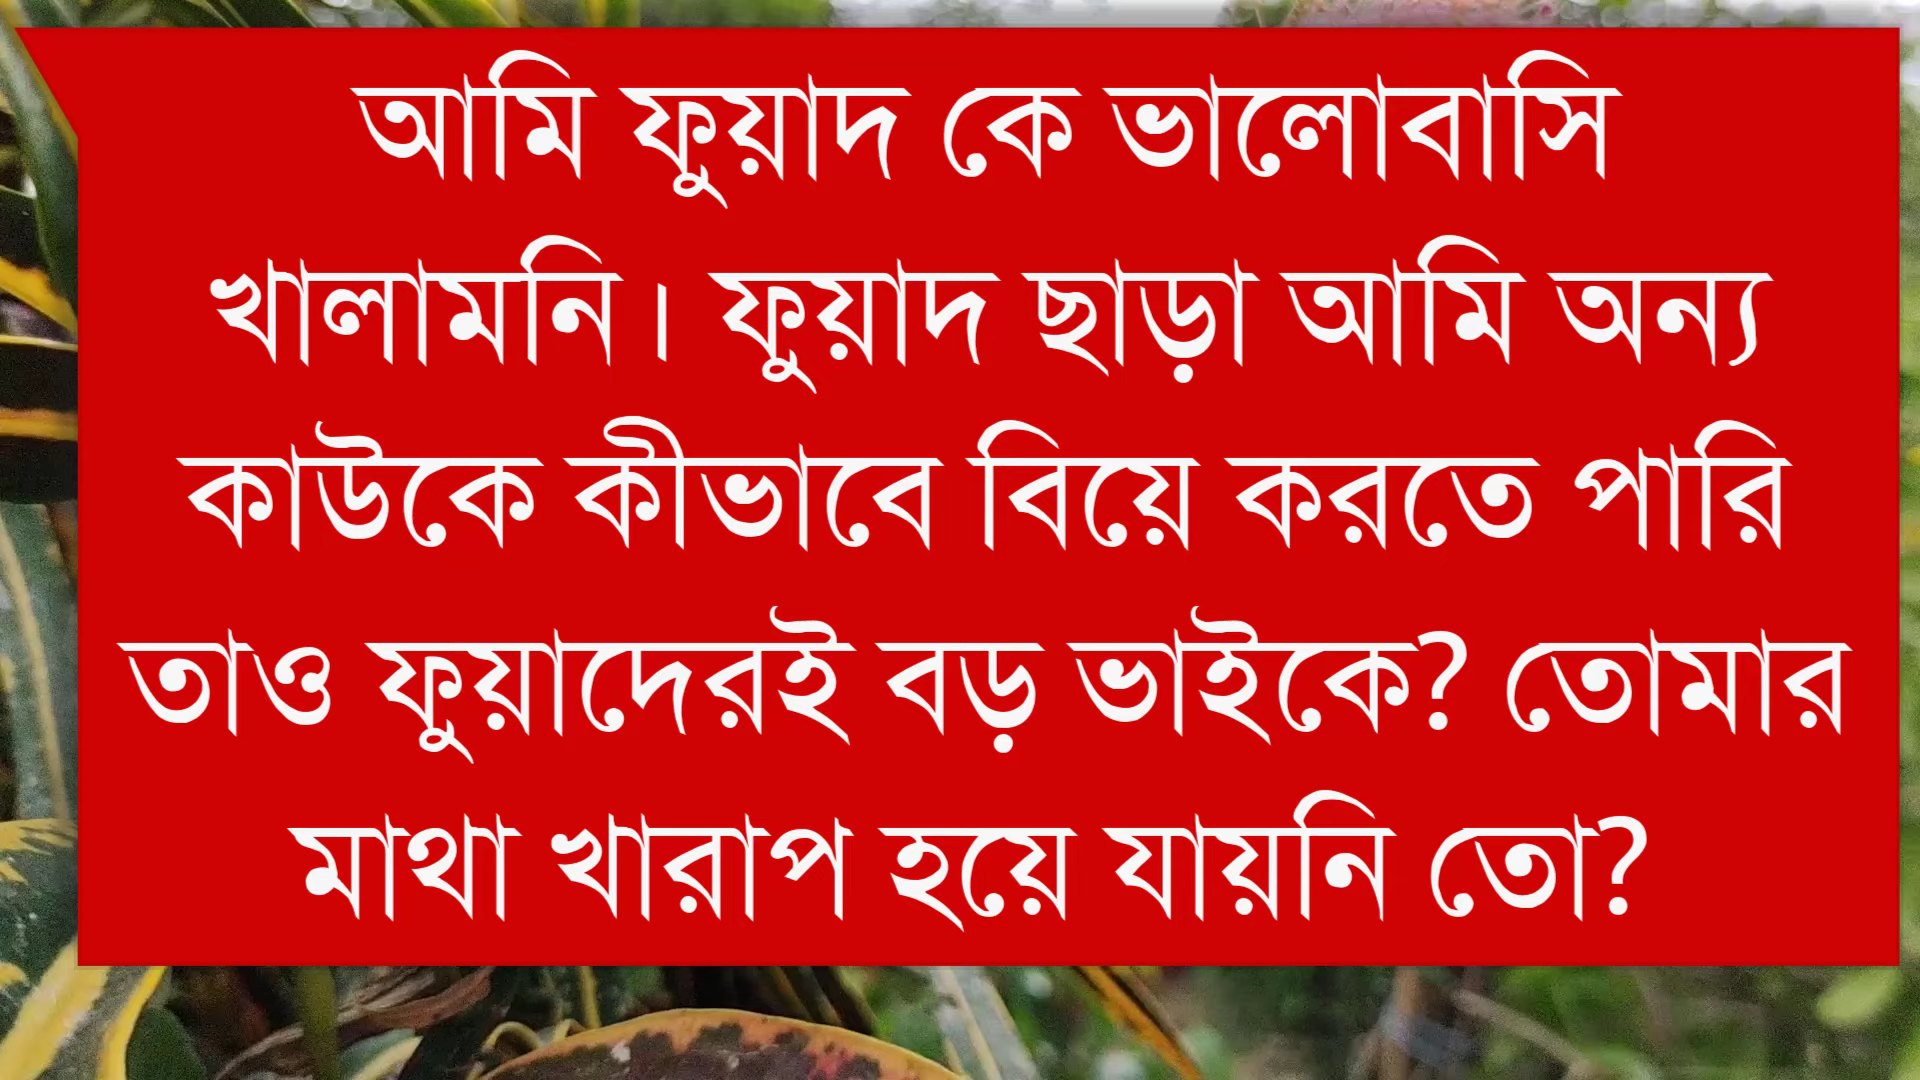 আমি ফুয়াদ কে ভালোবাসি
খালামনি। ফুয়াদ ছাড়া আমি অন্য
কাউকে কীভাবে বিয়ে করতে পারি
তাও ফুয়াদেরই বড় ভাইকে? তোমার
মাথা খারাপ হয়ে যায়নি তো?